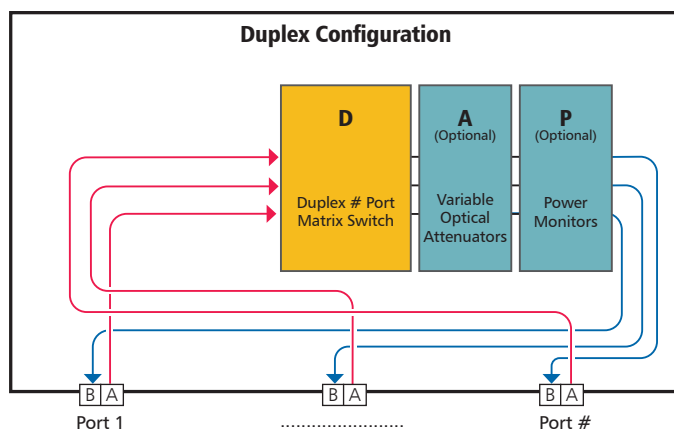 Duplex Configuration
D
Duplex # Port
Matrix Switch
A
(Optional)
Variable
Optical
Attenuators
P
(Optional)
Power
Monitors
B A
B A
B A
Port 1
........................
Port #